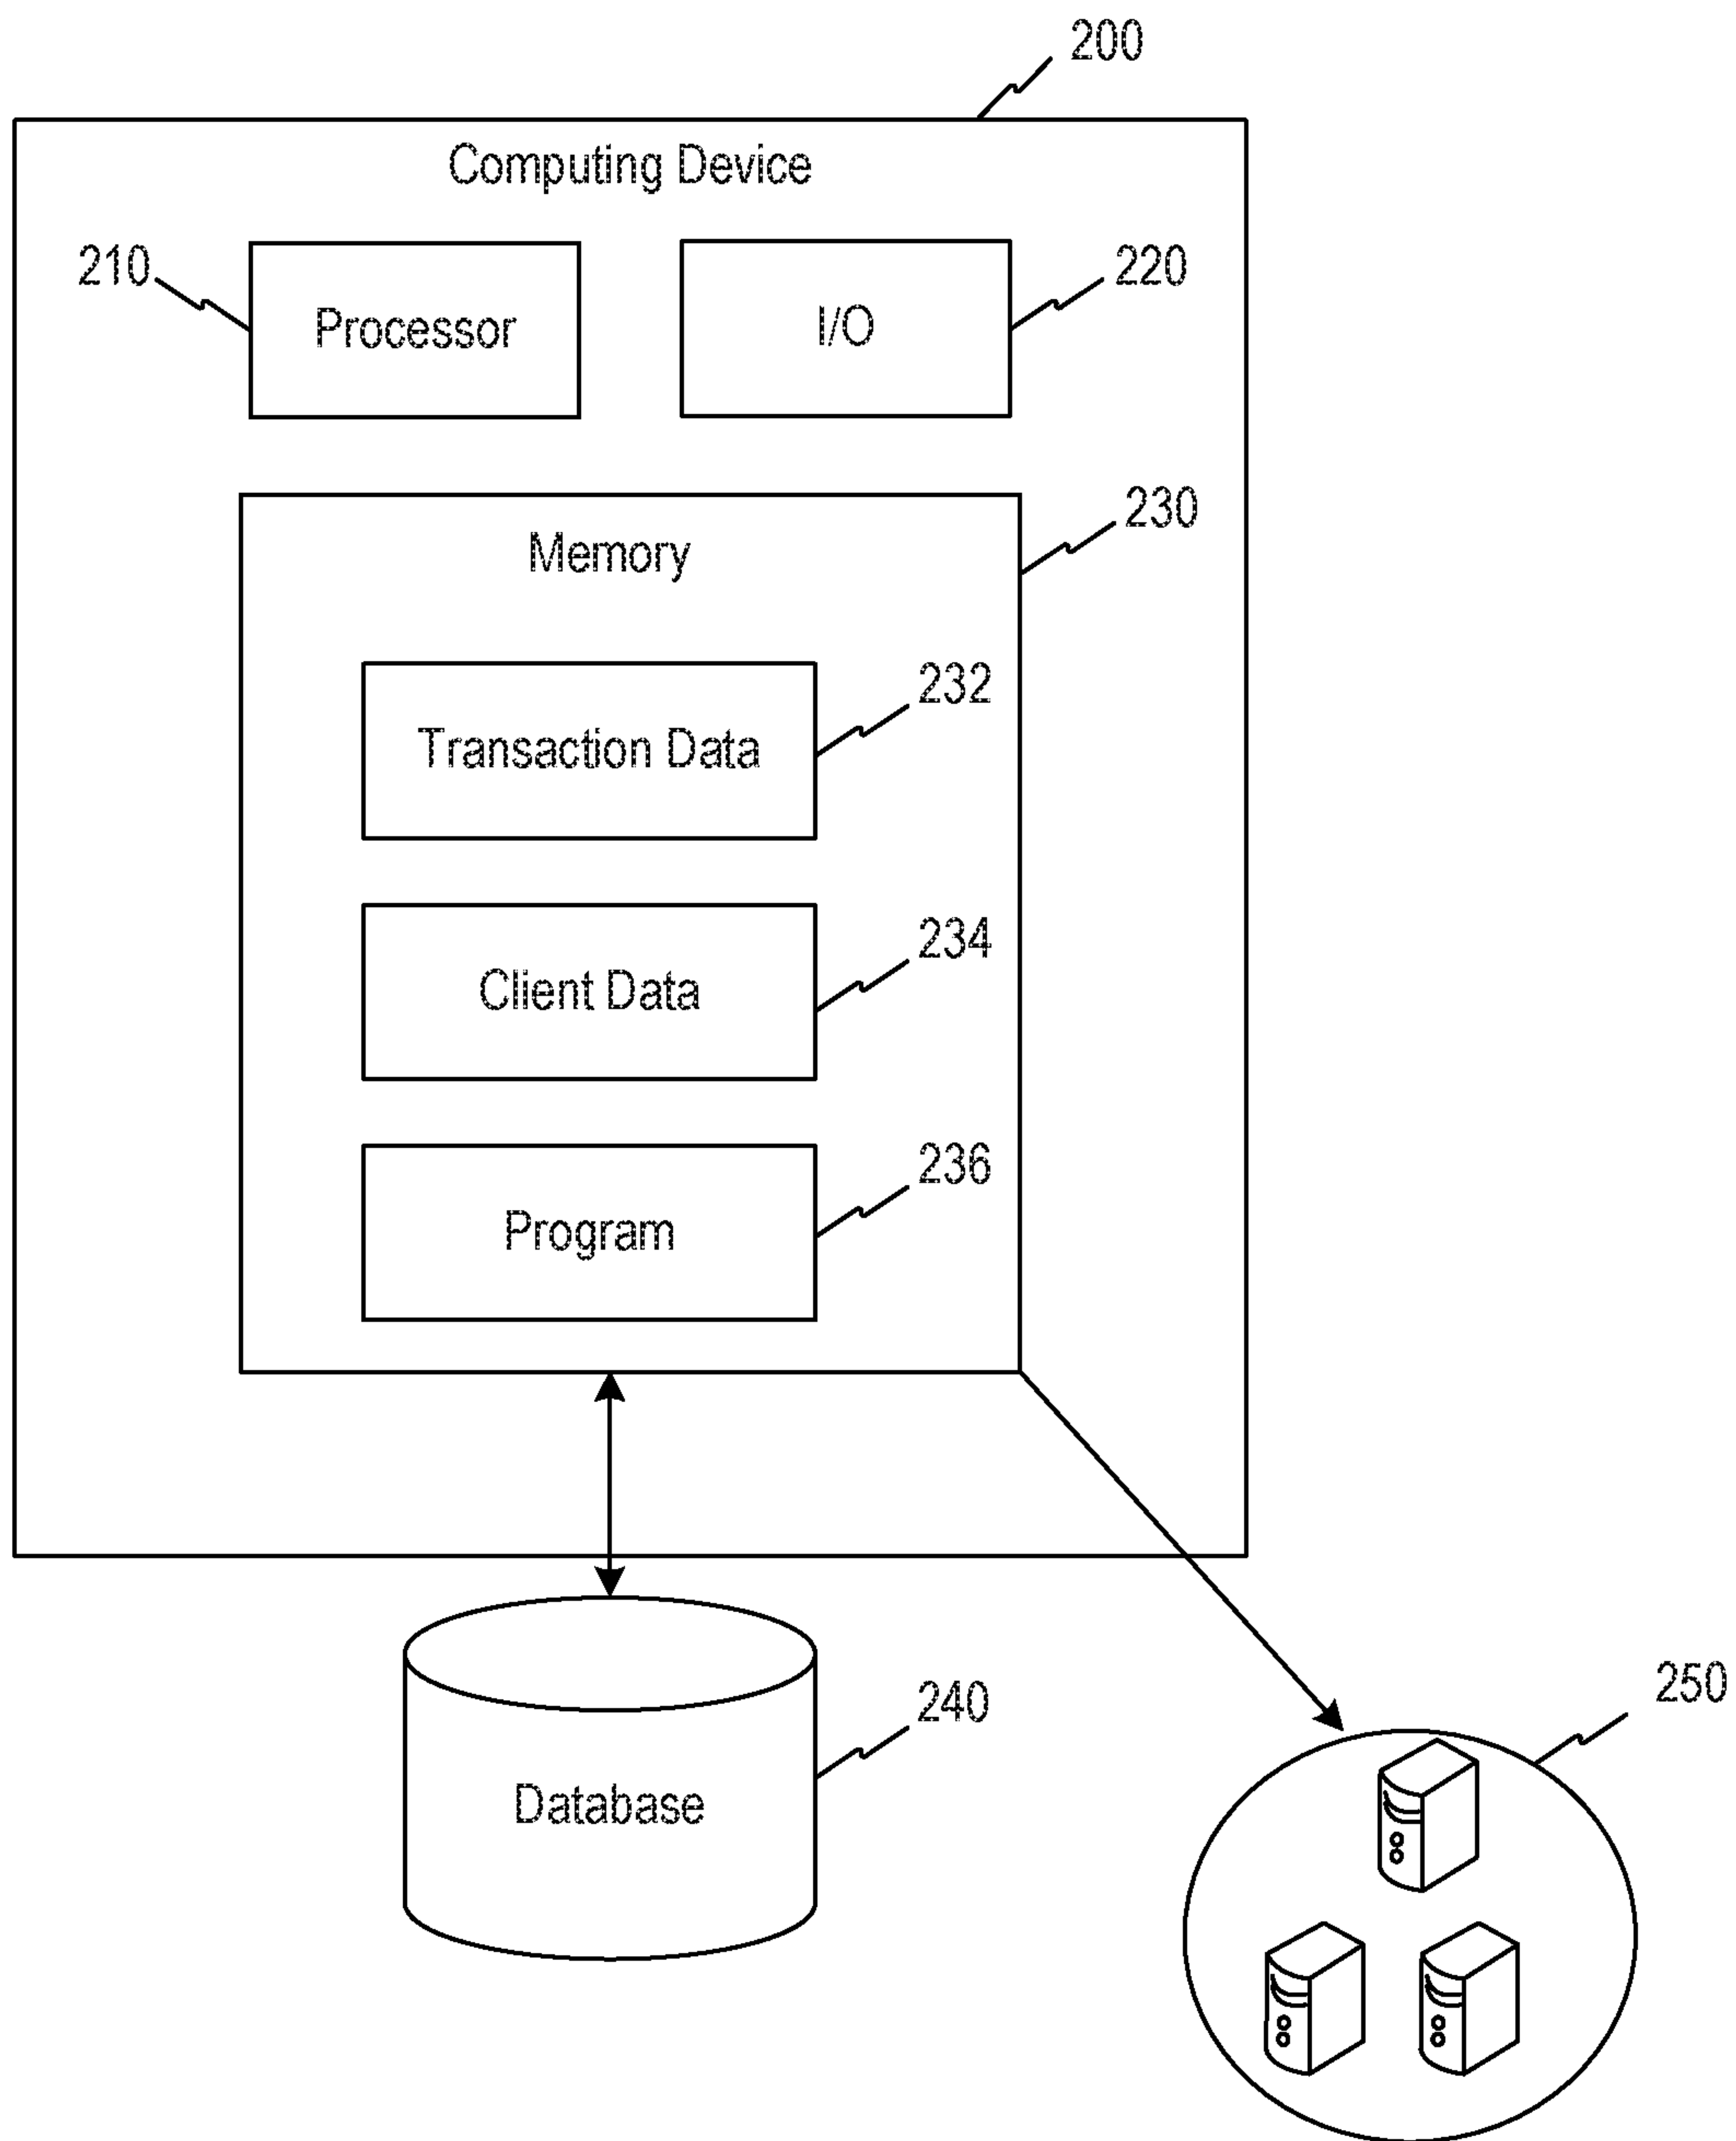 200
Computing Device
210
Processor
I/O
220
Memory
230
Transaction Data
232
Client Data
234
Program
236
Database
240
250